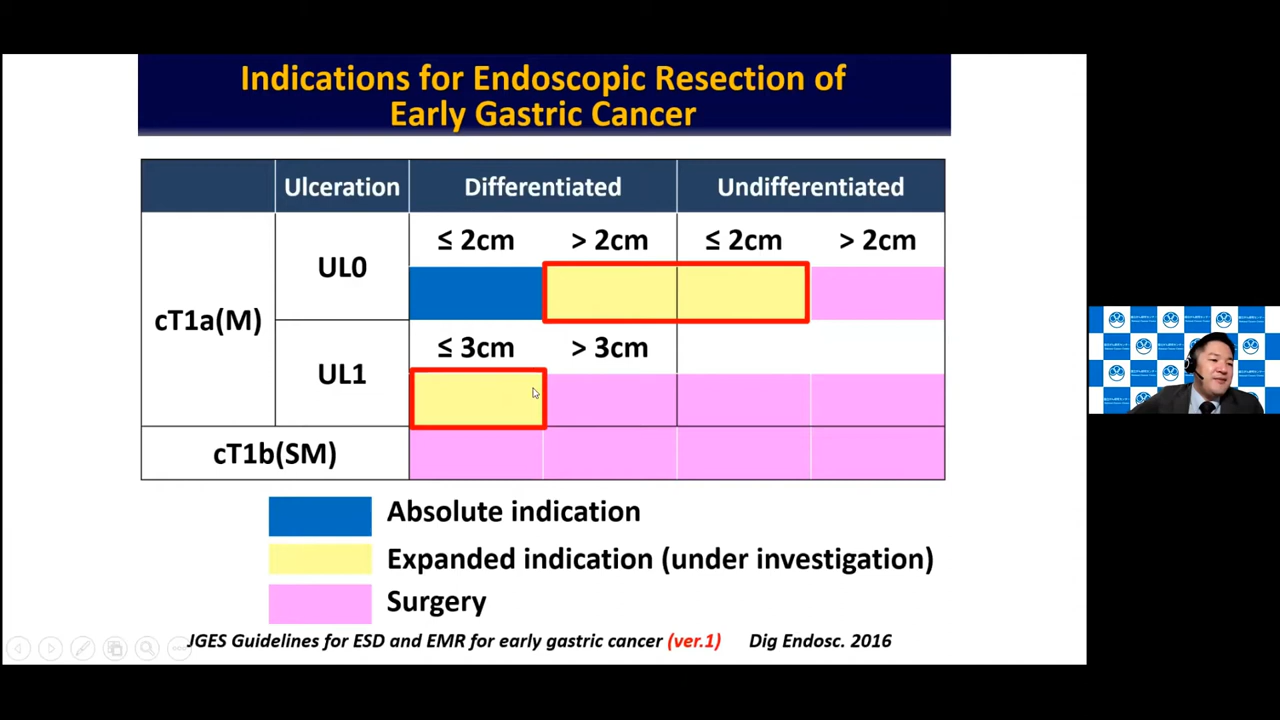 Indications for Endoscopic Resection of
Early Gastric Cancer
Ulceration Differentiated Undifferentiated
≤ 2cm > 2cm ≤ 2cm > 2cm
UL0
cT1a(M)
≤ 3cm > 3cm
UL1
cT1b(SM)
Absolute indication
Expanded indication (under investigation)
Surgery
JGES Guidelines for ESD and EMR for early gastric cancer (ver.1) Dig Endosc. 2016